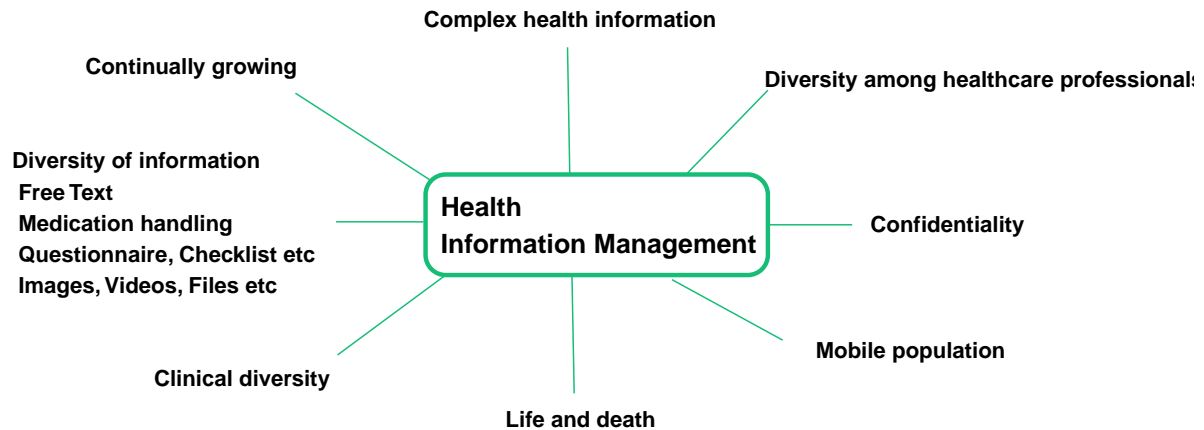 Complex health information
Continually growing
Diversity among healthcare professionals
Diversity of information
Free Text
Medication handling
Questionnaire, Checklist etc
Images, Videos, Files etc
Health
Information Management
Confidentiality
Mobile population
Clinical diversity
Life and death